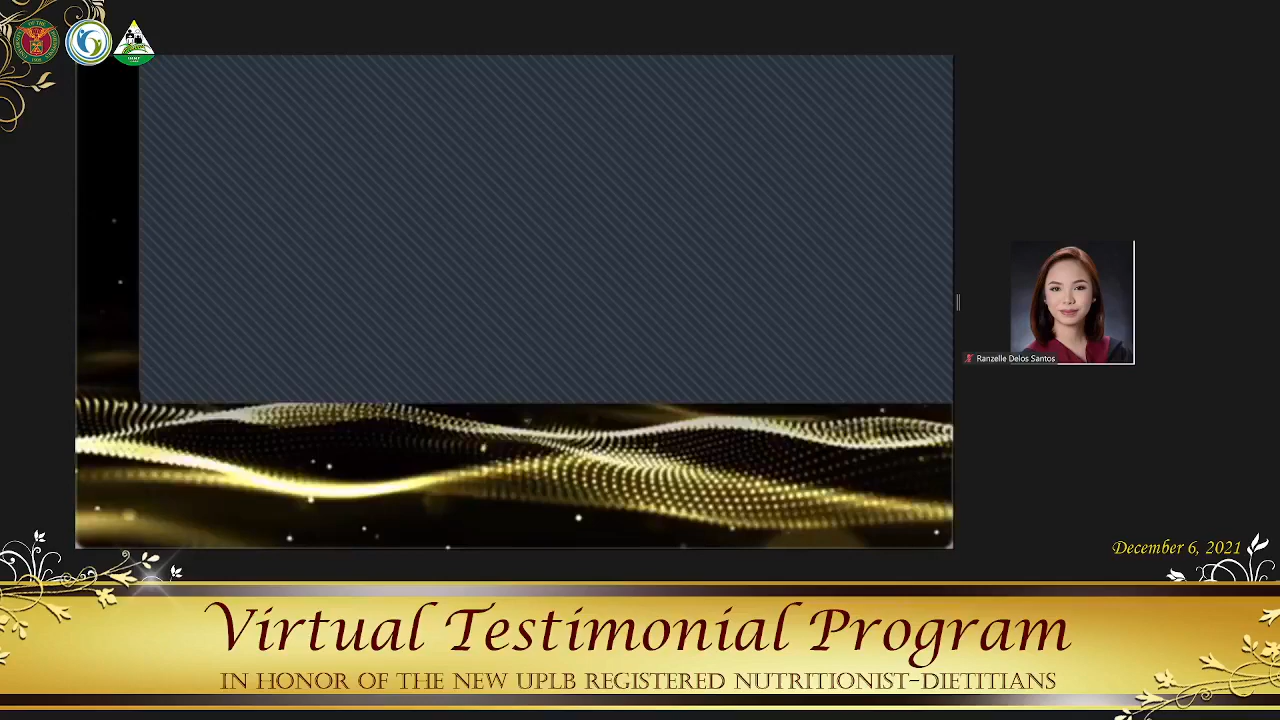 Ranzelle Delos Santos
December 6, 2021
Virtual Testimonial Program
IN HONOR OF THE NEW UPLB REGISTERED NUTRITIONIST-DIETITIANS